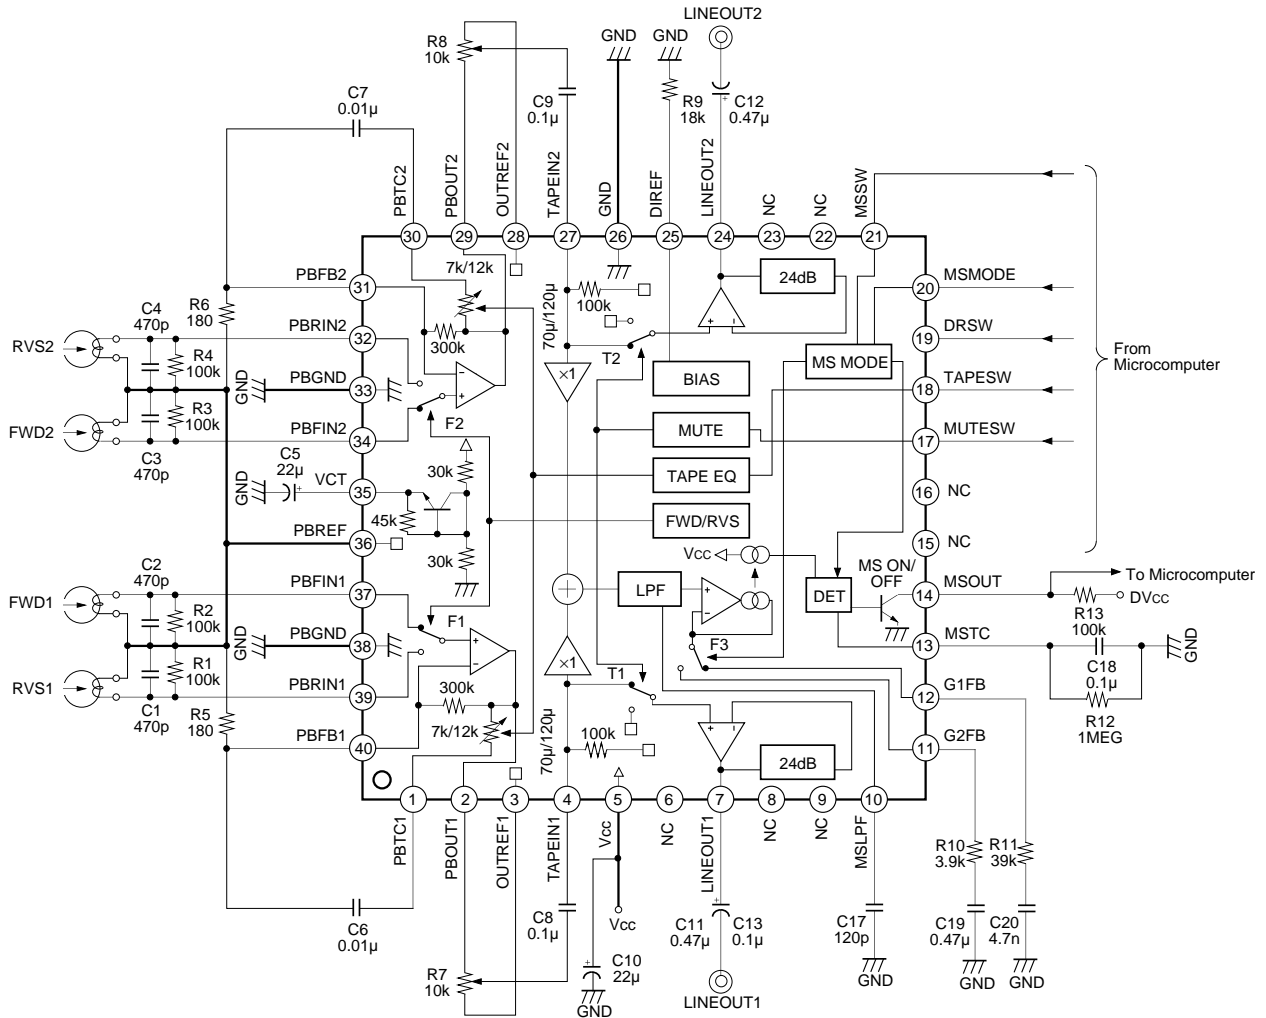 LINEOUT2
GND
GND
R8
10k
C7
0.01µ
C9
0.1µ
R9
18k
C12
0.47µ
PBTC2
PBOUT2
OUTREF2
TAPEIN2
GND
DIREF
LINEOUT2
NC
NC
MSSW
30
29
28
27
26
25
24
23
22
21
PBFB2
31
7k/12k
300k
70µ/120µ
100k
24dB
20
MSMODE
C4
470p
R6
180
RVS2
R4
100k
PBRIN2
32
T2
19
DRSW
MS MODE
From
Microcomputer
GND
PBGND
33
×1
BIAS
18
TAPESW
FWD2
R3
100k
C3
470p
PBFIN2
34
F2
MUTE
17
MUTESW
C5
22µ
GND
VCT
35
30k
TAPE EQ
16
NC
45k
FWD/RVS
PBREF
36
30k
15
NC
Vcc
MS ON/
OFF
C2
470p
FWD1
R2
100k
PBFIN1
37
F1
LPF
DET
14
MSOUT
To Microcomputer
DVcc
R13
100k
GND
PBGND
38
×1
F3
13
MSTC
GND
C18
0.1µ
R12
1MEG
RVS1
R1
100k
C1
470p
PBRIN1
39
T1
12
G1FB
R5
180
300k
7k/12k
70µ/120µ
100k
PBFB1
40
24dB
11
G2FB
1
2
3
4
5
6
7
8
9
10
PBTC1
PBOUT1
OUTREF1
TAPEIN1
Vcc
NC
LINEOUT1
NC
NC
MSLPF
R10
3.9k
R11
39k
C6
0.01µ
C8
0.1µ
Vcc
C11
0.47µ
C13
0.1µ
C17
120p
C19
0.47µ
C20
4.7n
R7
10k
C10
22µ
GND
LINEOUT1
GND
GND
GND